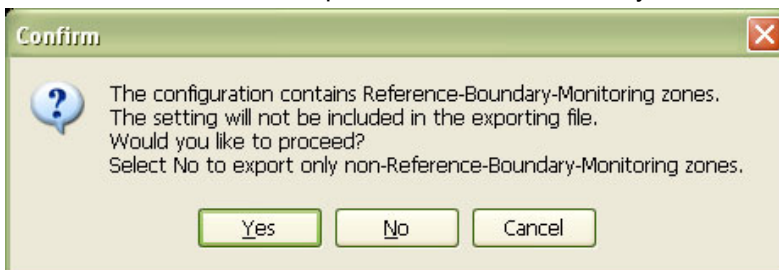 Confirm
The configuration contains Reference-Boundary-Monitoring zones.
The setting will not be included in the exporting file.
Would you like to proceed?
Select No to export only non-Reference-Boundary-Monitoring zones.
Yes No Cancel